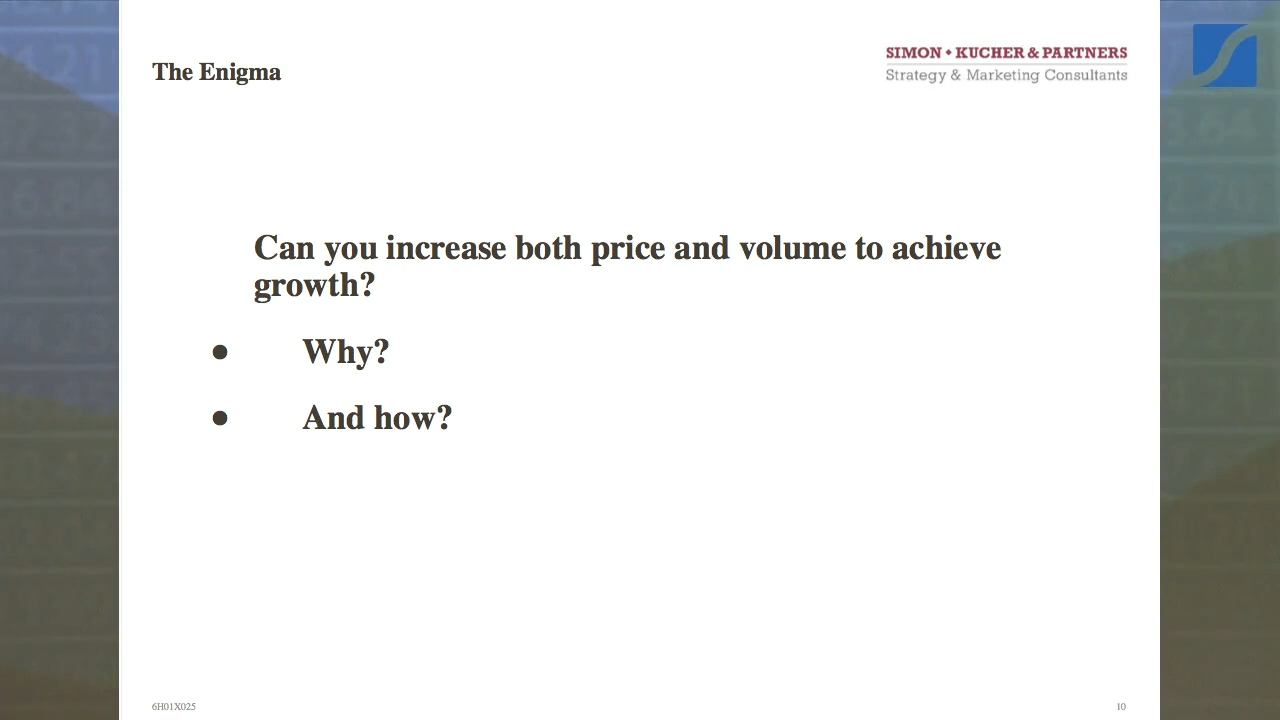 The Enigma
SIMON • KUCHER & PARTNERS
Strategy & Marketing Consultants
Can you increase both price and volume to achieve
growth?
● Why?
● And how?
6H01X025
10